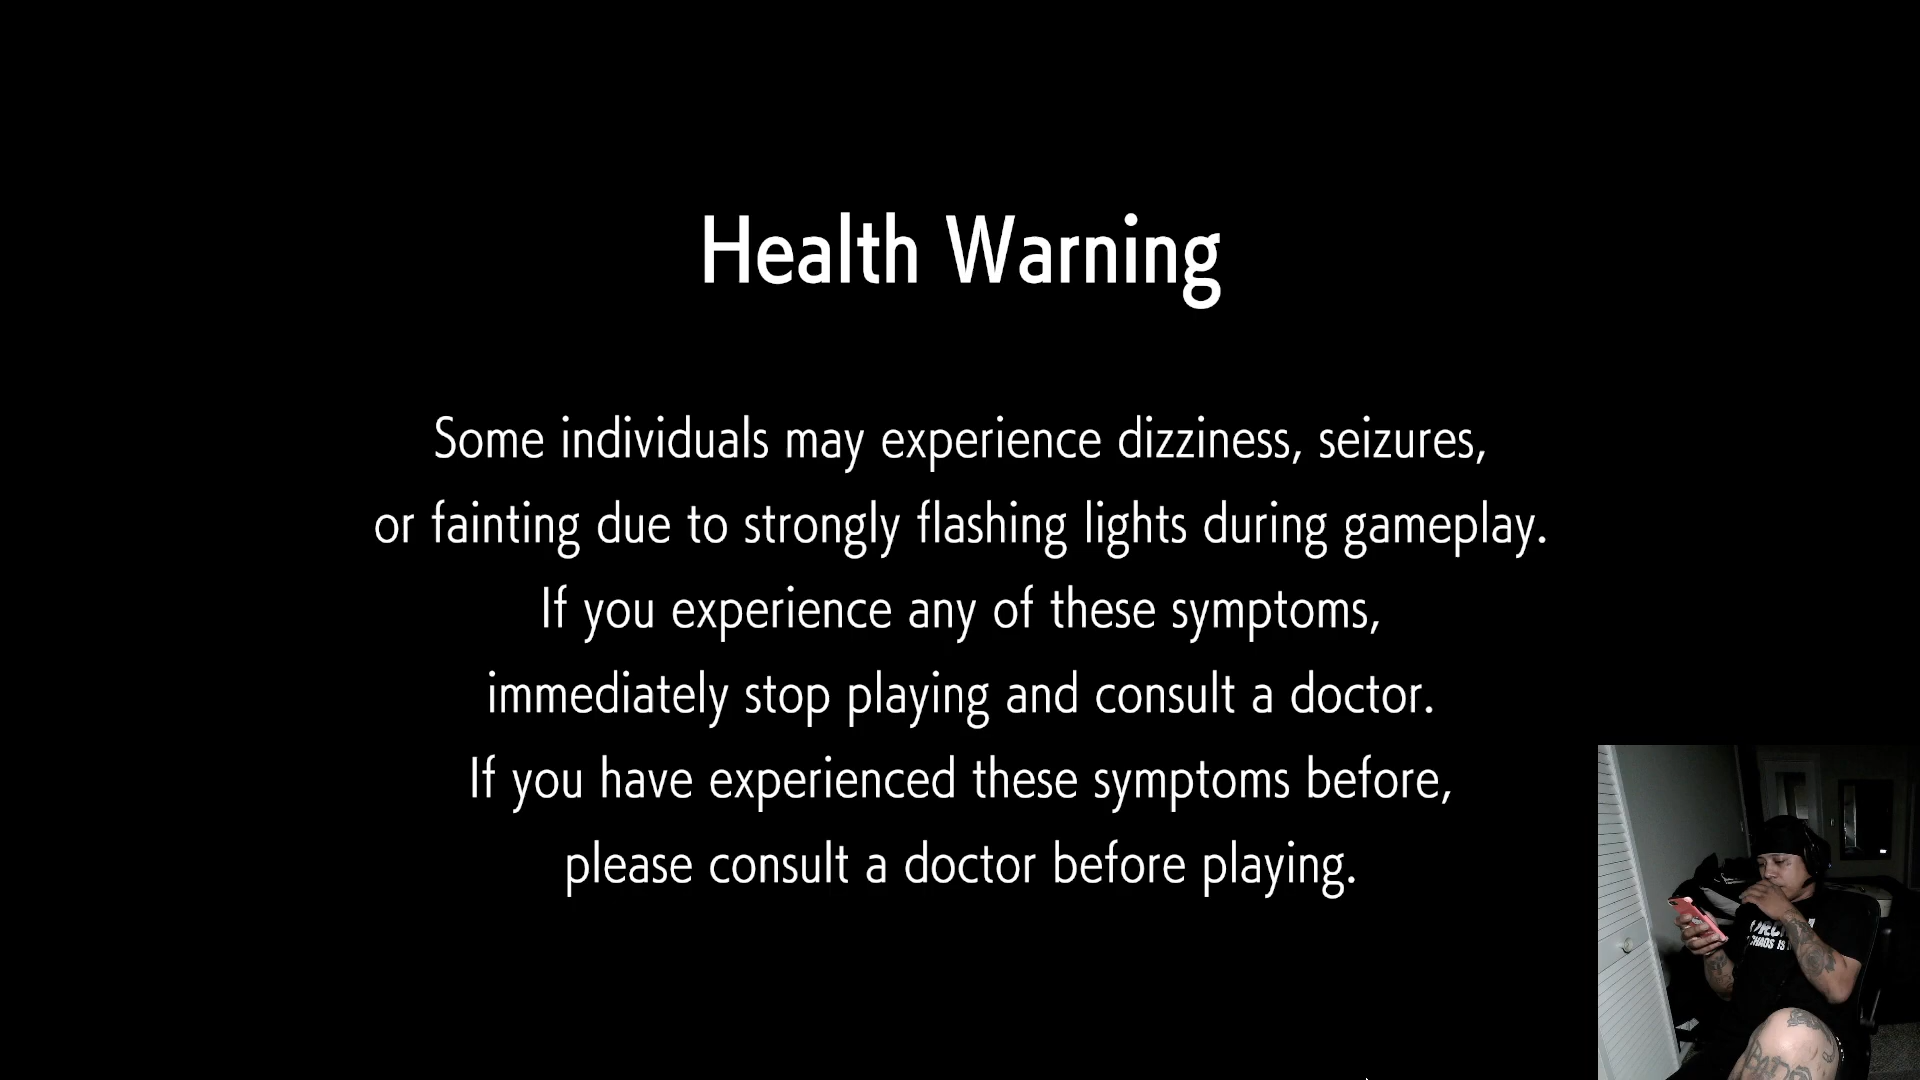 Health Warning
Some individuals may experience dizziness, seizures,
or fainting due to strongly flashing lights during gameplay.
If you experience any of these symptoms,
immediately stop playing and consult a doctor.
If you have experienced these symptoms before,
please consult a doctor before playing.
CHAOS IS